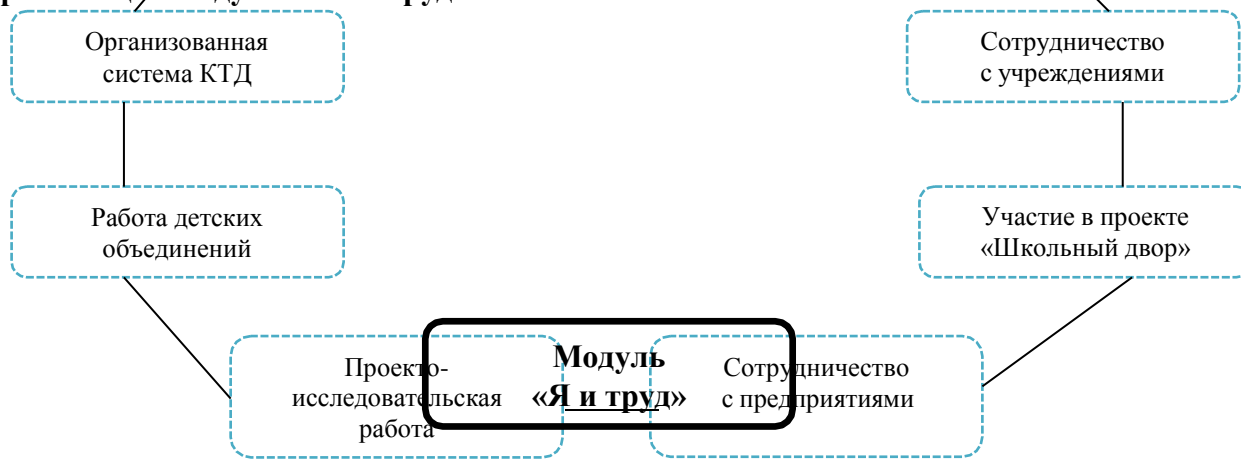 Организованная
система КТД
Сотрудничество
с учреждениями
Работа детских
объединений
Участие в проекте
«Школьный двор»
Проекто-
исследовательская
работа
Модуль
«Я и труд»
Сотрудничество
с предприятиями